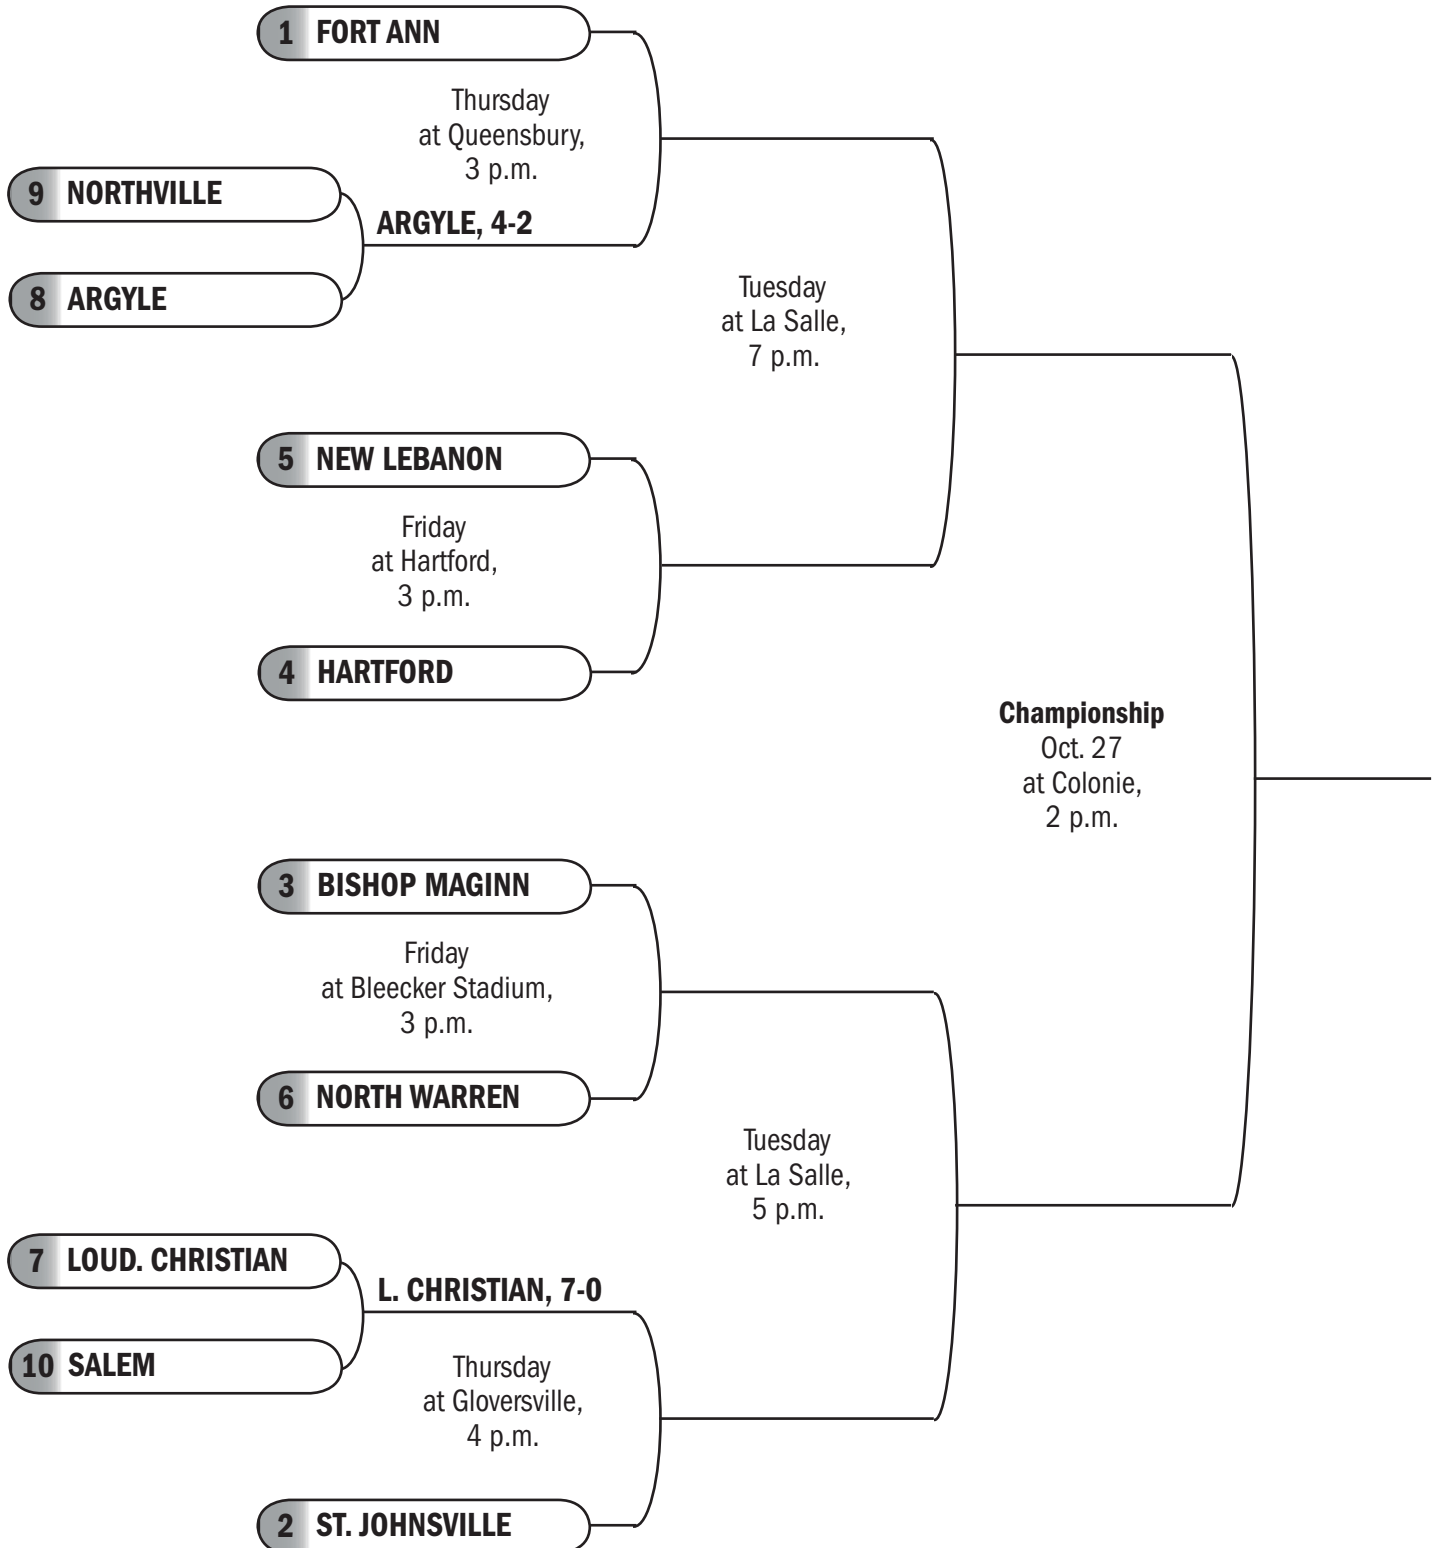 1 FORT ANN
Thursday
at Queensbury,
3 p.m.
9 NORTHVILLE
ARGYLE, 4-2
8 ARGYLE
Tuesday
at La Salle,
7 p.m.
5 NEW LEBANON
Friday
at Hartford,
3 p.m.
4 HARTFORD
Championship
Oct. 27
at Colonie,
2 p.m.
3 BISHOP MAGINN
Friday
at Bleecker Stadium,
3 p.m.
6 NORTH WARREN
Tuesday
at La Salle,
5 p.m.
7 LOUD. CHRISTIAN
L. CHRISTIAN, 7-0
10 SALEM
Thursday
at Gloversville,
4 p.m.
2 ST. JOHNSVILLE